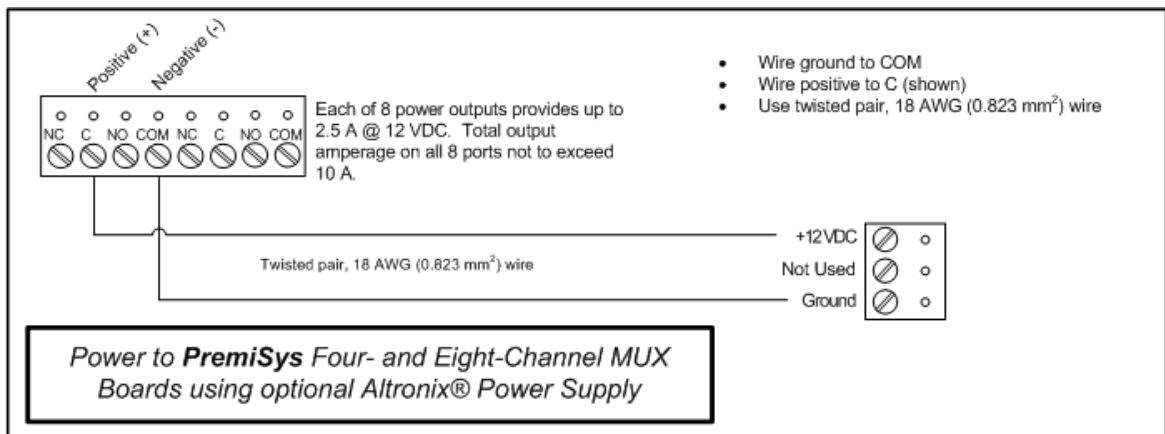 Positive (+)
Negative (-)
NC C NO COM NC C NO COM
Each of 8 power outputs provides up to
2.5 A @ 12 VDC. Total output
amperage on all 8 ports not to exceed
10 A.
• Wire ground to COM
• Wire positive to C (shown)
• Use twisted pair, 18 AWG (0.823 mm²) wire
+12VDC
Not Used
Ground
Twisted pair, 18 AWG (0.823 mm²) wire
Power to PremiSys Four- and Eight-Channel MUX
Boards using optional Altronix® Power Supply